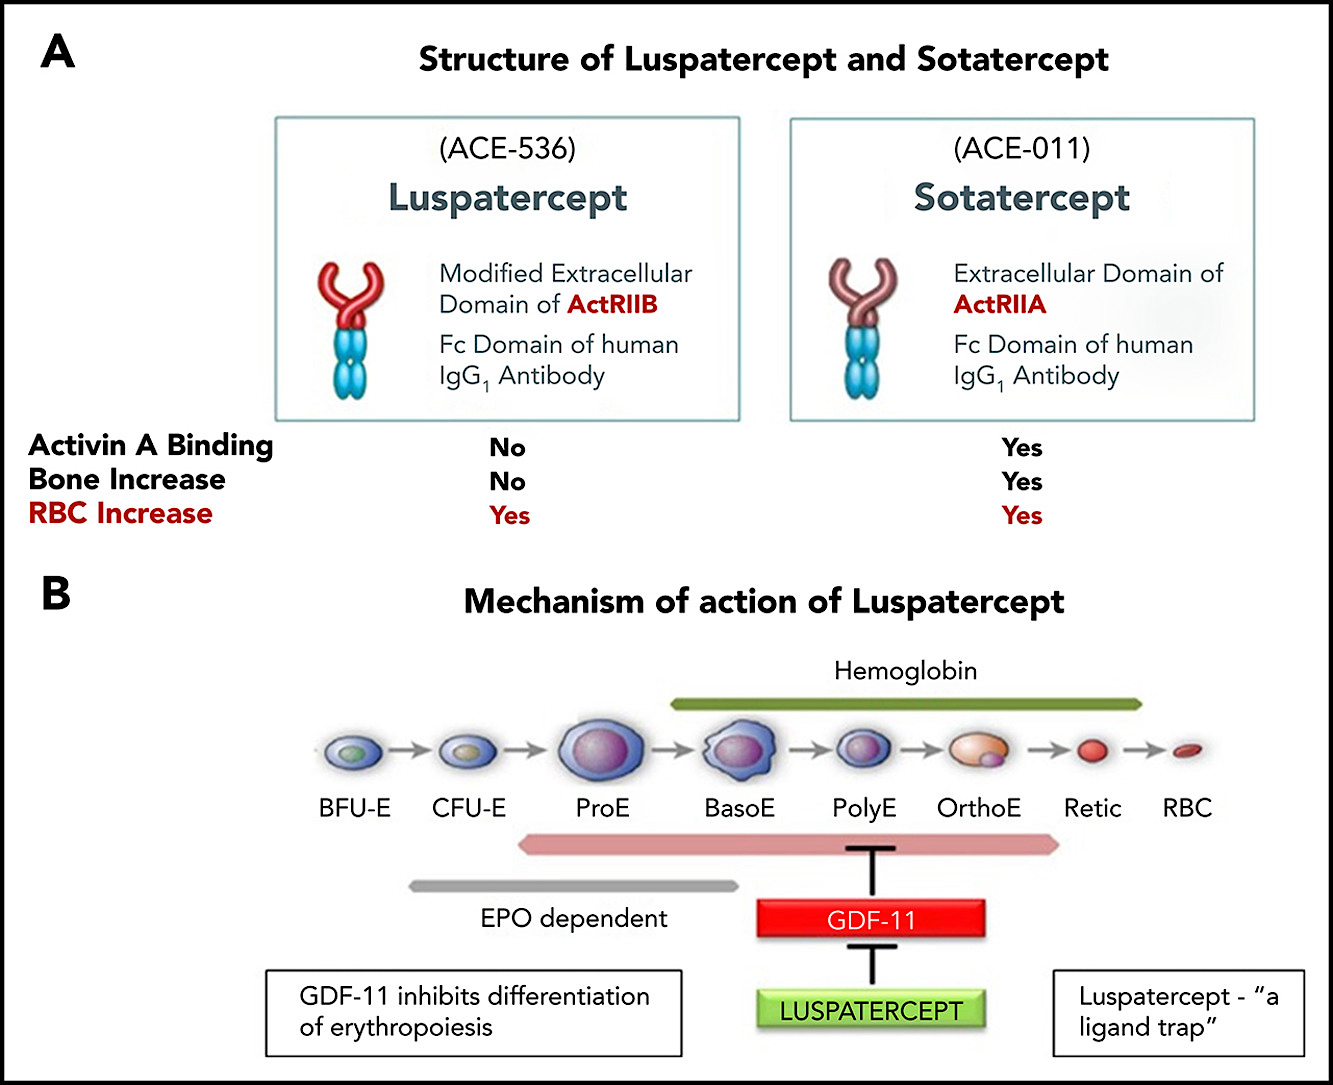 A
Structure of Luspatercept and Sotatercept
(ACE-536)
Luspatercept
Modified Extracellular
Domain of ActRIIB
Fc Domain of human
IgG1 Antibody
(ACE-011)
Sotatercept
Extracellular Domain of
ActRIIA
Fc Domain of human
IgG1 Antibody
Activin A Binding No Yes
Bone Increase No Yes
RBC Increase Yes Yes
B
Mechanism of action of Luspatercept
Hemoglobin
BFU-E CFU-E ProE BasoE PolyE OrthoE Retic RBC
EPO dependent
GDF-11
LUSPATERCEPT
GDF-11 inhibits differentiation
of erythropoiesis
Luspatercept - “a
ligand trap”